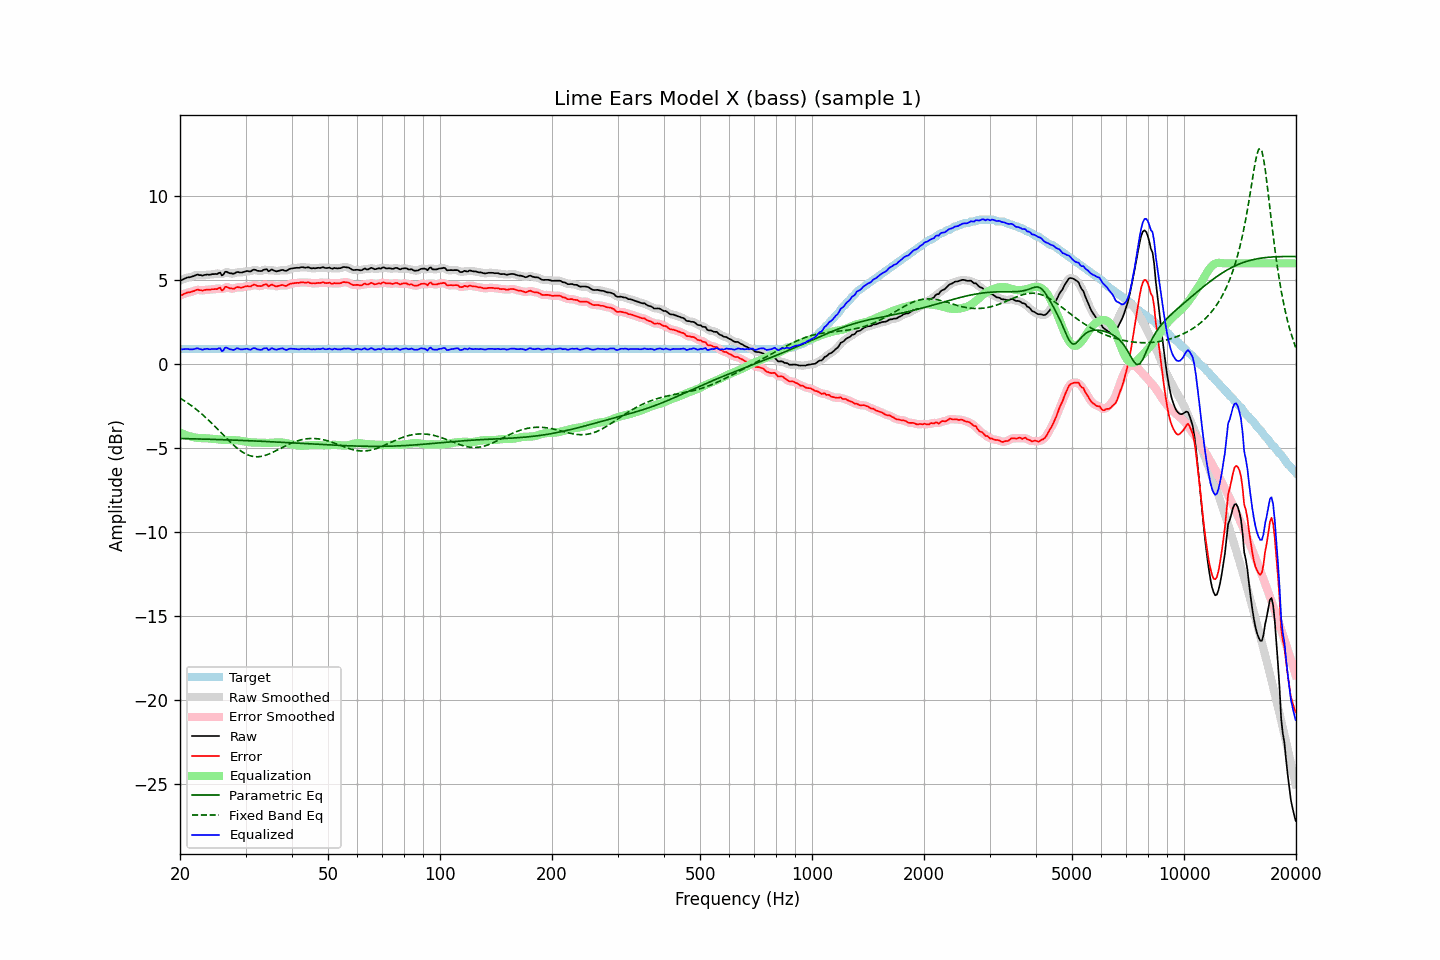 Lime Ears Model X (bass) (sample 1)
Amplitude (dBr)
10
5
0
−5
−10
−15
−20
−25
Target
Raw Smoothed
Error Smoothed
Raw
Error
Equalization
Parametric Eq
Fixed Band Eq
Equalized
20 50 100 200 500 1000 2000 5000 10000 20000
Frequency (Hz)